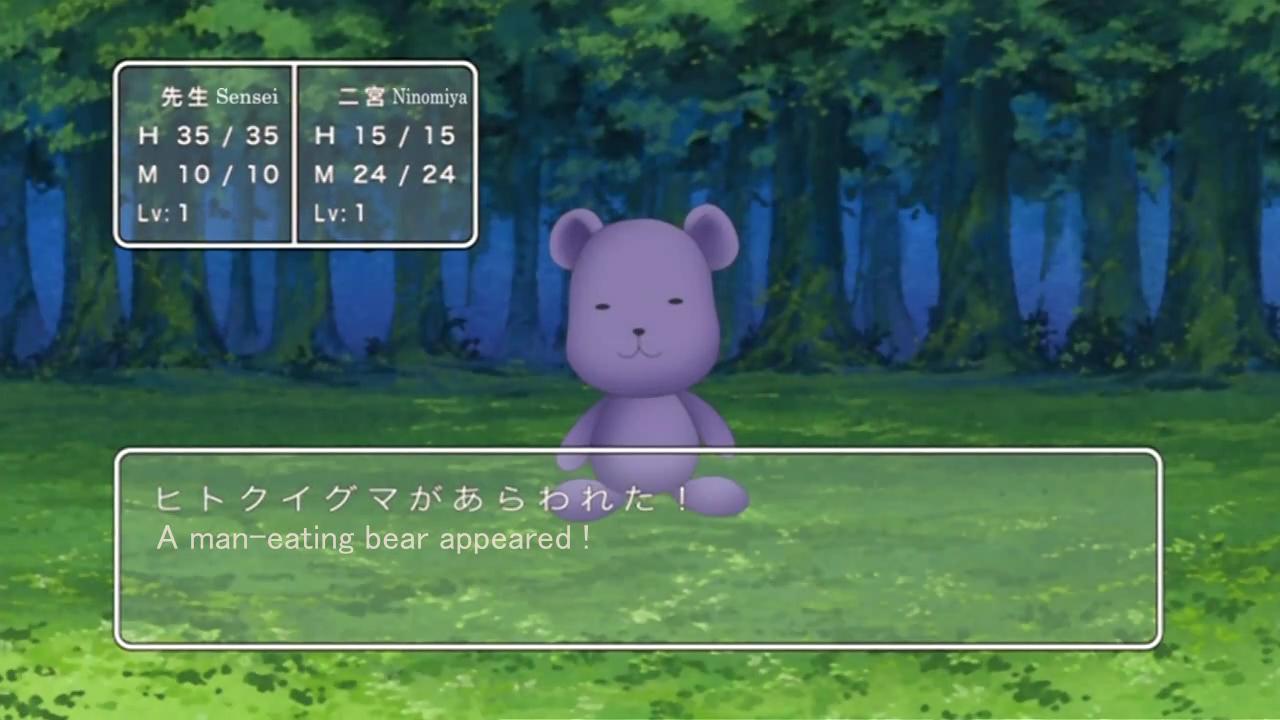 先生 Sensei
H 35 / 35
M 10 / 10
Lv: 1
二宮 Ninomiya
H 15 / 15
M 24 / 24
Lv: 1
ヒトクイグマがあらわれた！
A man-eating bear appeared!